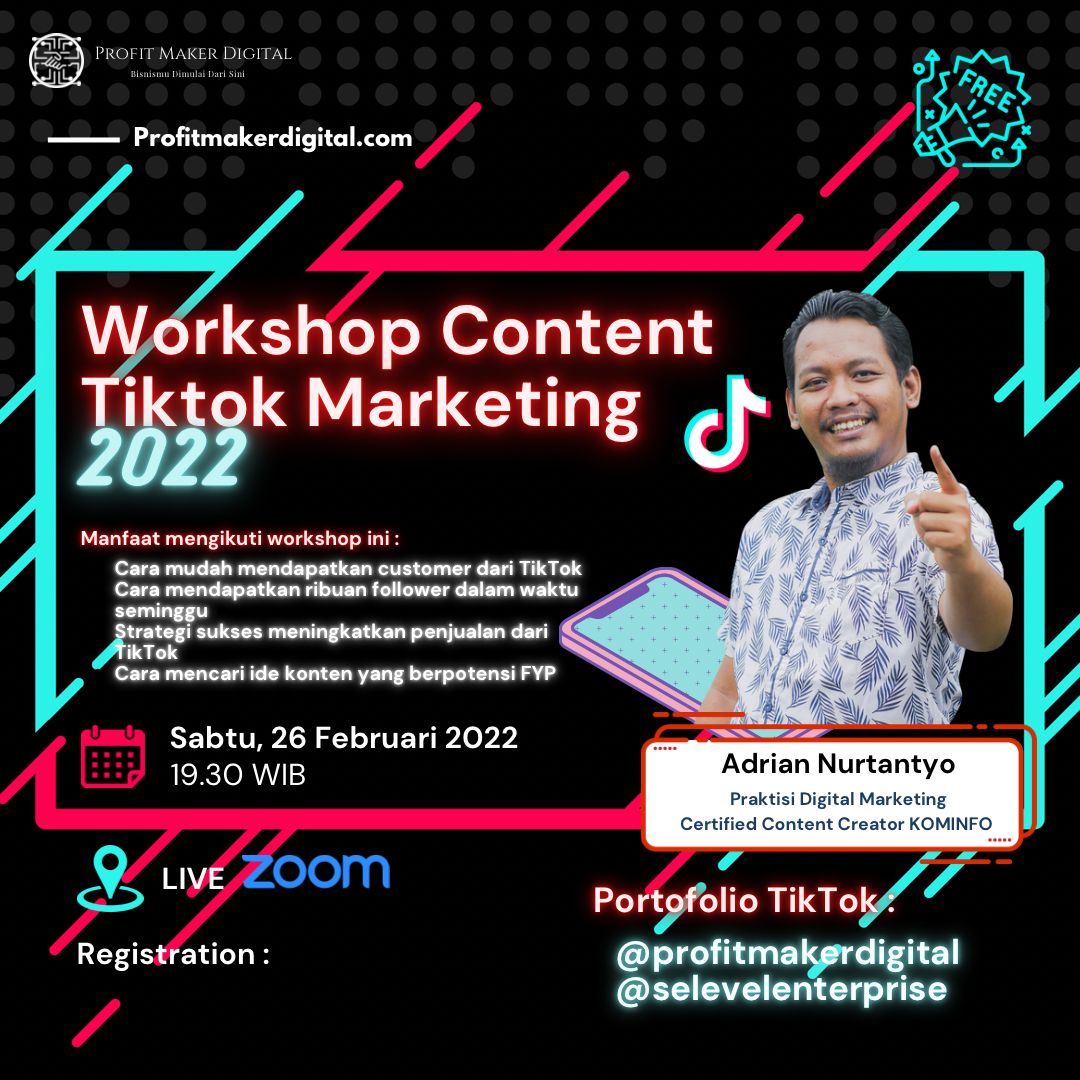 PROFIT MAKER DIGITAL
Bisnismu Dimulai Dari Sini
Profitmakerdigital.com
FREE
Workshop Content
Tiktok Marketing
2022
Manfaat mengikuti workshop ini :
Cara mudah mendapatkan customer dari TikTok
Cara mendapatkan ribuan follower dalam waktu
seminggu
Strategi sukses meningkatkan penjualan dari
TikTok
Cara mencari ide konten yang berpotensi FYP
Sabtu, 26 Februari 2022
19.30 WIB
Adrian Nurtantyo
Praktisi Digital Marketing
Certified Content Creator KOMINFO
LIVE zoom
Portofolio TikTok :
Registration :
@profitmakerdigital
@selevelenterprise